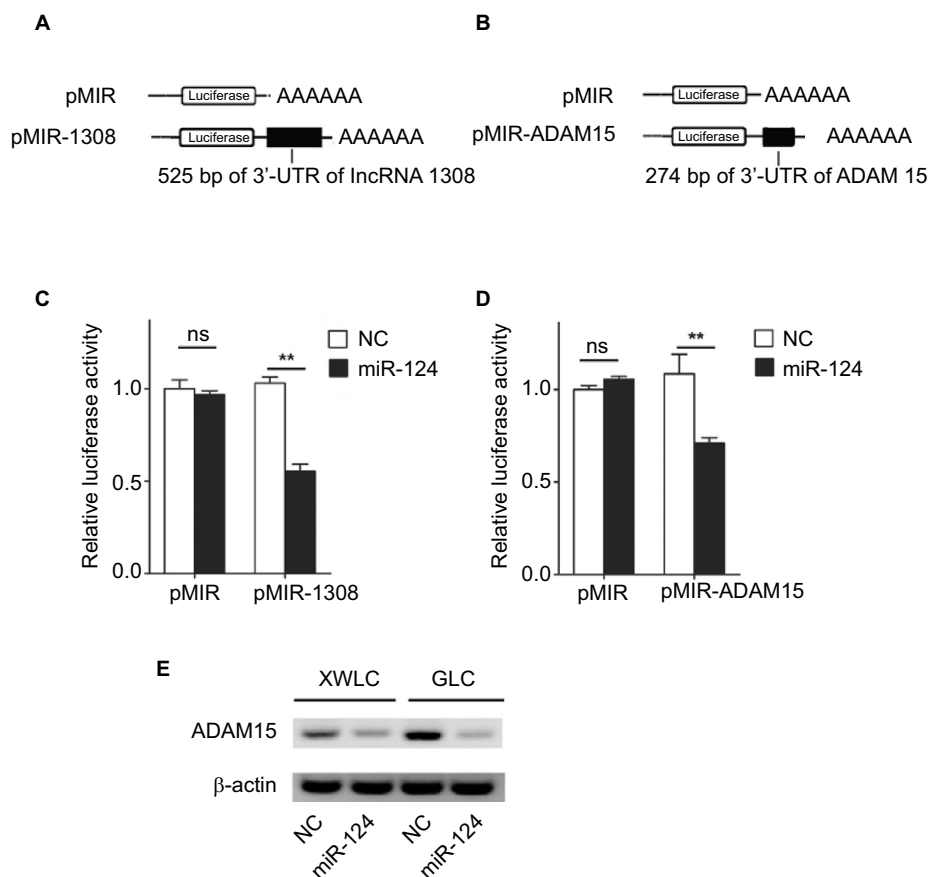 A
pMIR
Luciferase
AAAAAA
pMIR-1308
Luciferase
AAAAAA
525 bp of 3’-UTR of lncRNA 1308
B
pMIR
Luciferase
AAAAAA
pMIR-ADAM15
Luciferase
AAAAAA
274 bp of 3’-UTR of ADAM 15
C
Relative luciferase activity
1.0
0.5
0.0
ns
**
NC
miR-124
pMIR
pMIR-1308
D
Relative luciferase activity
1.0
0.5
0.0
ns
**
NC
miR-124
pMIR
pMIR-ADAM15
E
XWLC
GLC
ADAM15
β-actin
NC
miR-124
NC
miR-124